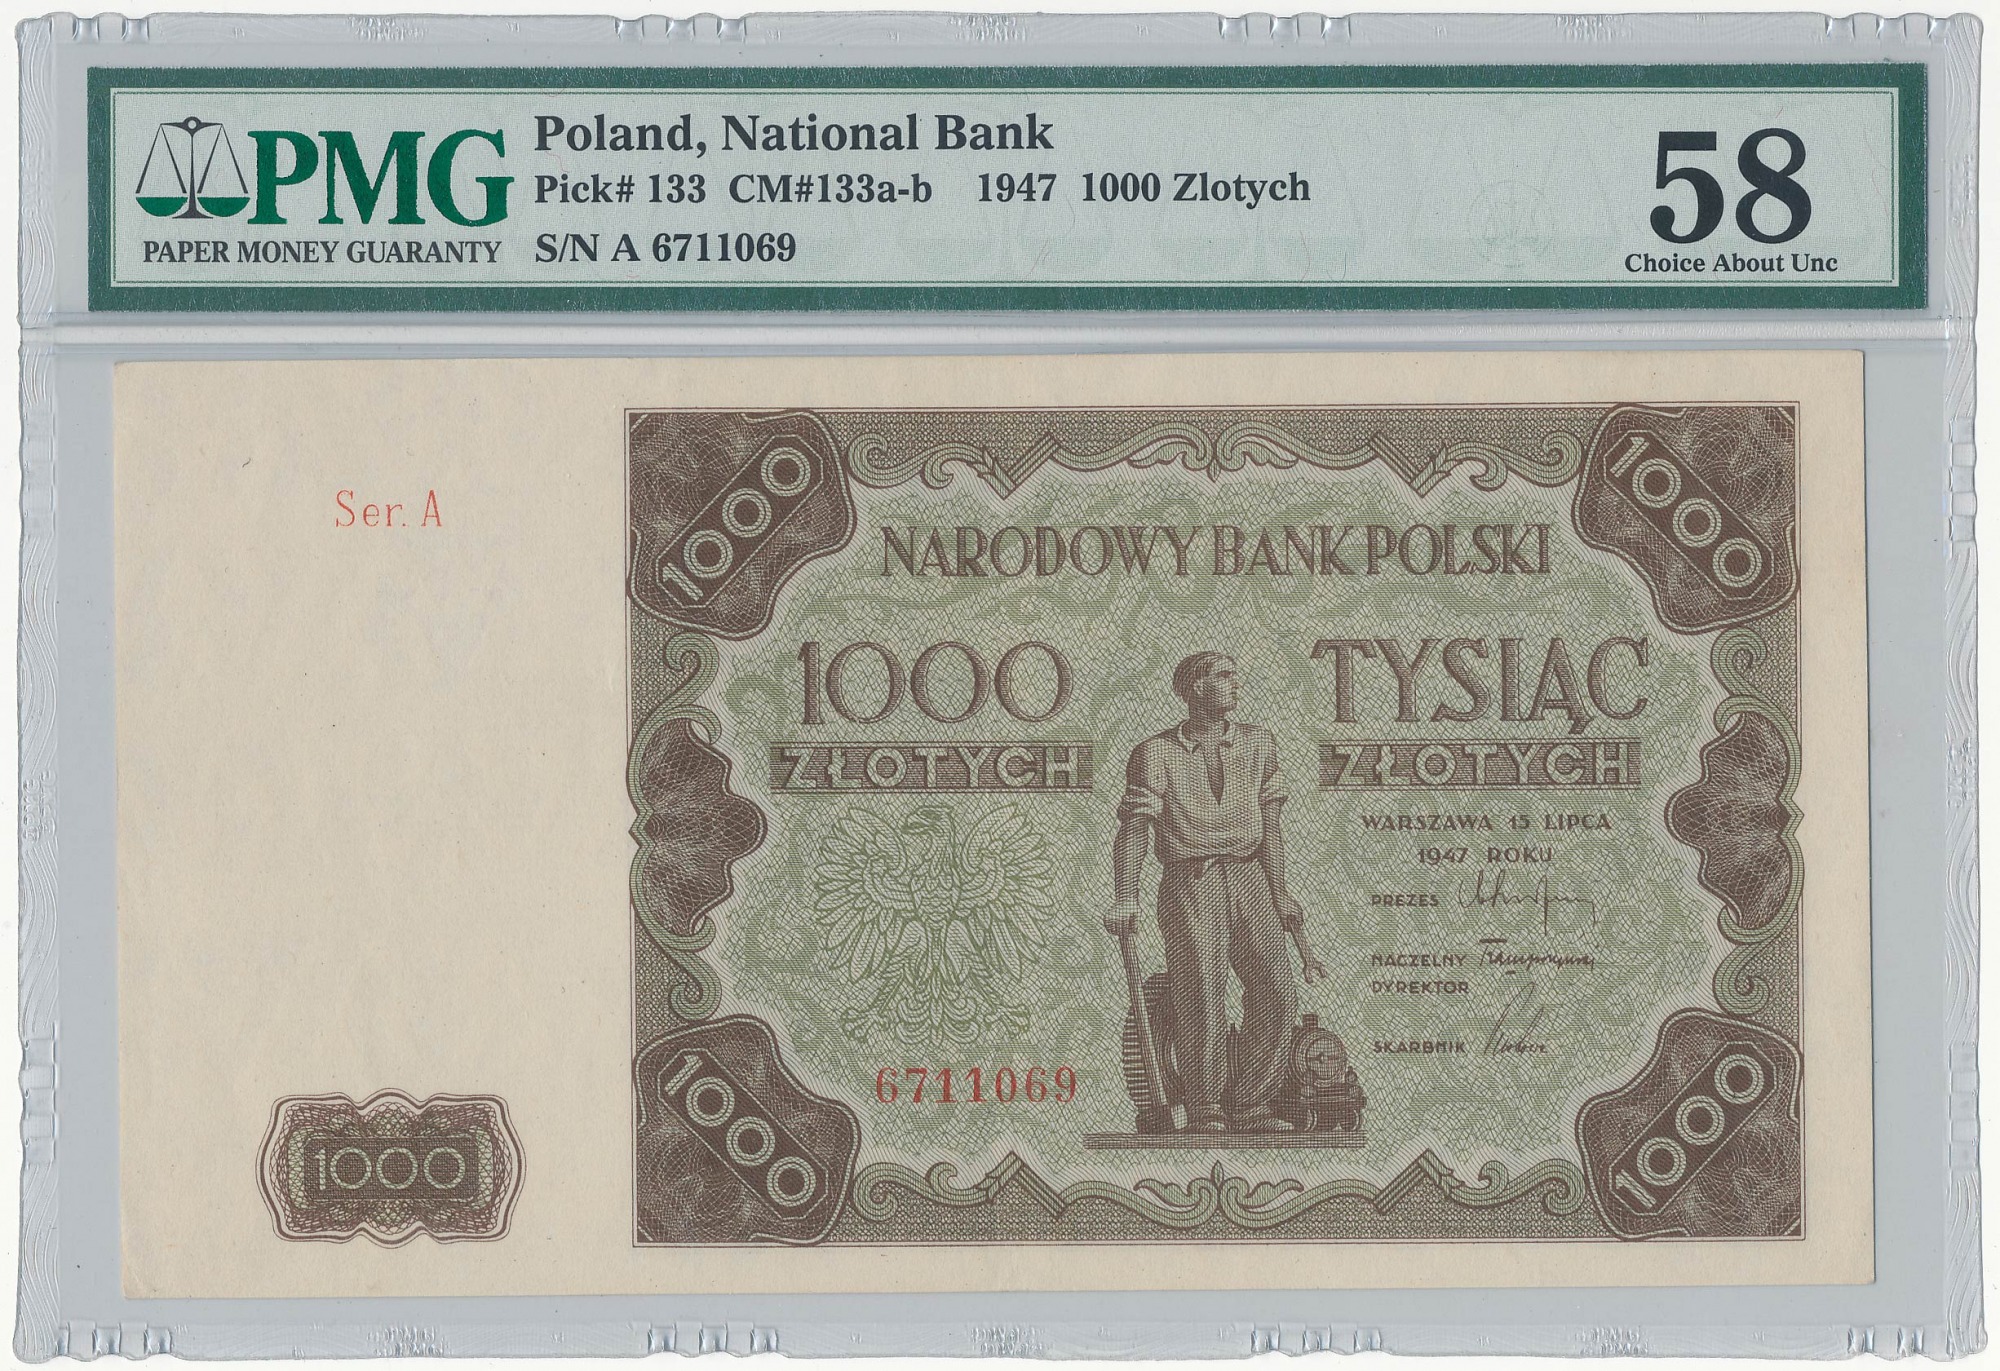 PMG
PAPER MONEY GUARANTY
Poland, National Bank
Pick# 133 CM#133a-b 1947 1000 Zlotych
S/N A 6711069
58
Choice About Unc
1000
1000
Ser. A
NARODOWY BANK POLSKI
1000 TYSIĄC
ZŁOTYCH ZŁOTYCH
WARSZAWA 15 LIPCA
1947 ROKU
PREZES
NACZELNY
DYREKTOR
SKARBNIK
6711069
1000
1000
1000